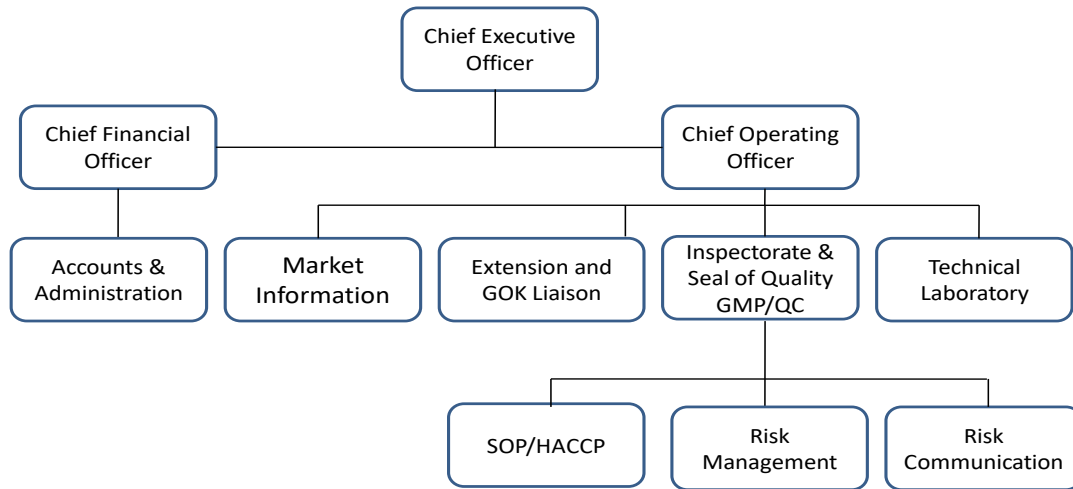 Chief Executive
Officer
Chief Financial
Officer
Chief Operating
Officer
Accounts &
Administration
Market
Information
Extension and
GOK Liaison
Inspectorate &
Seal of Quality
GMP/QC
Technical
Laboratory
SOP/HACCP
Risk
Management
Risk
Communication